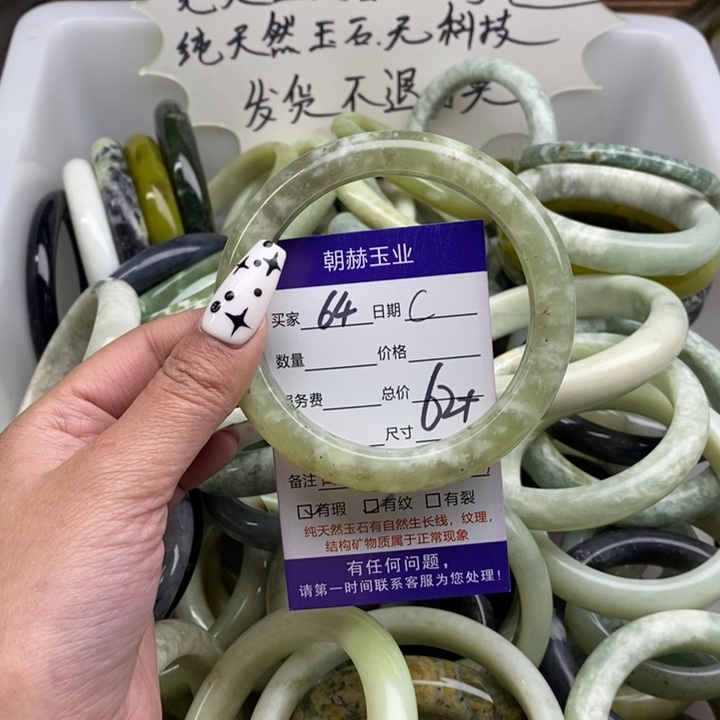 纯天然玉石.无科技
发货不退
朝赫玉业
买家 64 日期 C
数量 价格
务费 总价 62+
尺寸
备注
☑有瑕 ☑有纹 □有裂
纯天然玉石有自然生长线，纹理，
结构矿物质属于正常现象
有任何问题，
请第一时间联系客服为您处理!